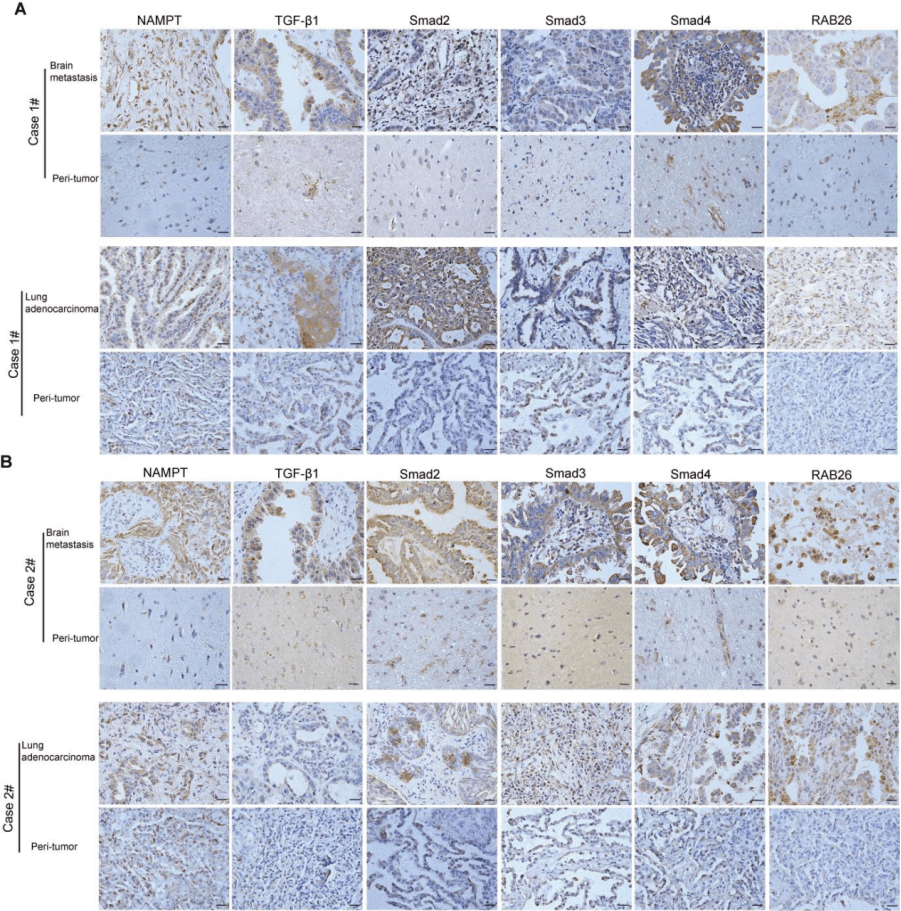 A
NAMPT TGF-β1 Smad2 Smad3 Smad4 RAB26
Case 1#
Brain
metastasis
Peri-tumor
Case 1#
Lung
adenocarcinoma
Peri-tumor
B
NAMPT TGF-β1 Smad2 Smad3 Smad4 RAB26
Case 2#
Brain
metastasis
Peri-tumor
Case 2#
Lung
adenocarcinoma
Peri-tumor